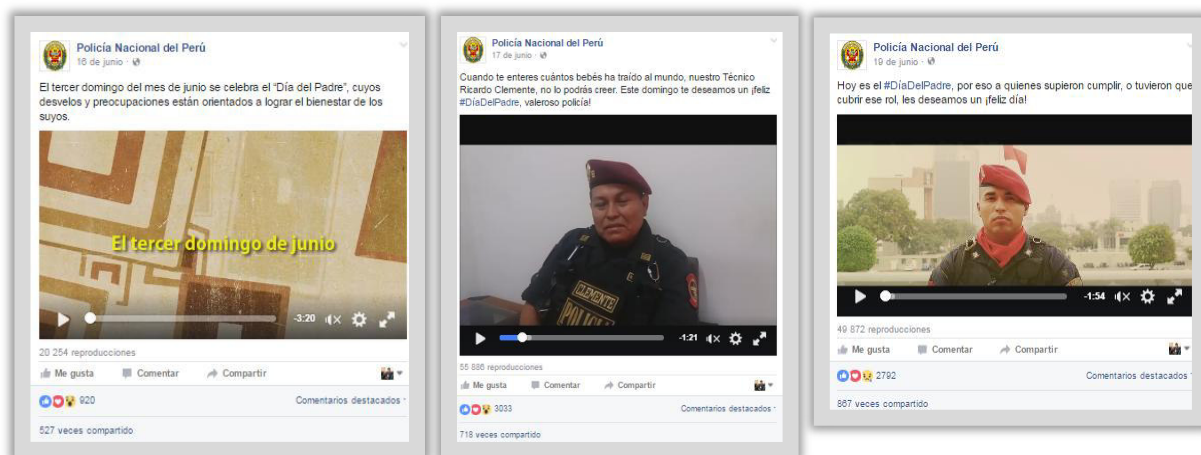 Policía Nacional del Perú
16 de junio ·
El tercer domingo del mes de junio se celebra el “Día del Padre”, cuyos
desvelos y preocupaciones están orientados a lograr el bienestar de los
suyos.
El tercer domingo de junio
-3:20
20 254 reproducciones
Me gusta Comentar Compartir
920 Comentarios destacados
527 veces compartido
Policía Nacional del Perú
17 de junio ·
Cuando te enteres cuántos bebés ha traído al mundo, nuestro Técnico
Ricardo Clemente, no lo podrás creer. Este domingo te deseamos un ¡feliz
#DíaDelPadre, valeroso policía!
CLEMENTE
POLICIA
-1:21
55 886 reproducciones
Me gusta Comentar Compartir
3033 Comentarios destacados
718 veces compartido
Policía Nacional del Perú
19 de junio ·
Hoy es el #DíaDelPadre, por eso a quienes supieron cumplir, o tuvieron que
cubrir ese rol, les deseamos un ¡feliz día!
-1:54
49 872 reproducciones
Me gusta Comentar Compartir
2792 Comentarios destacados
867 veces compartido